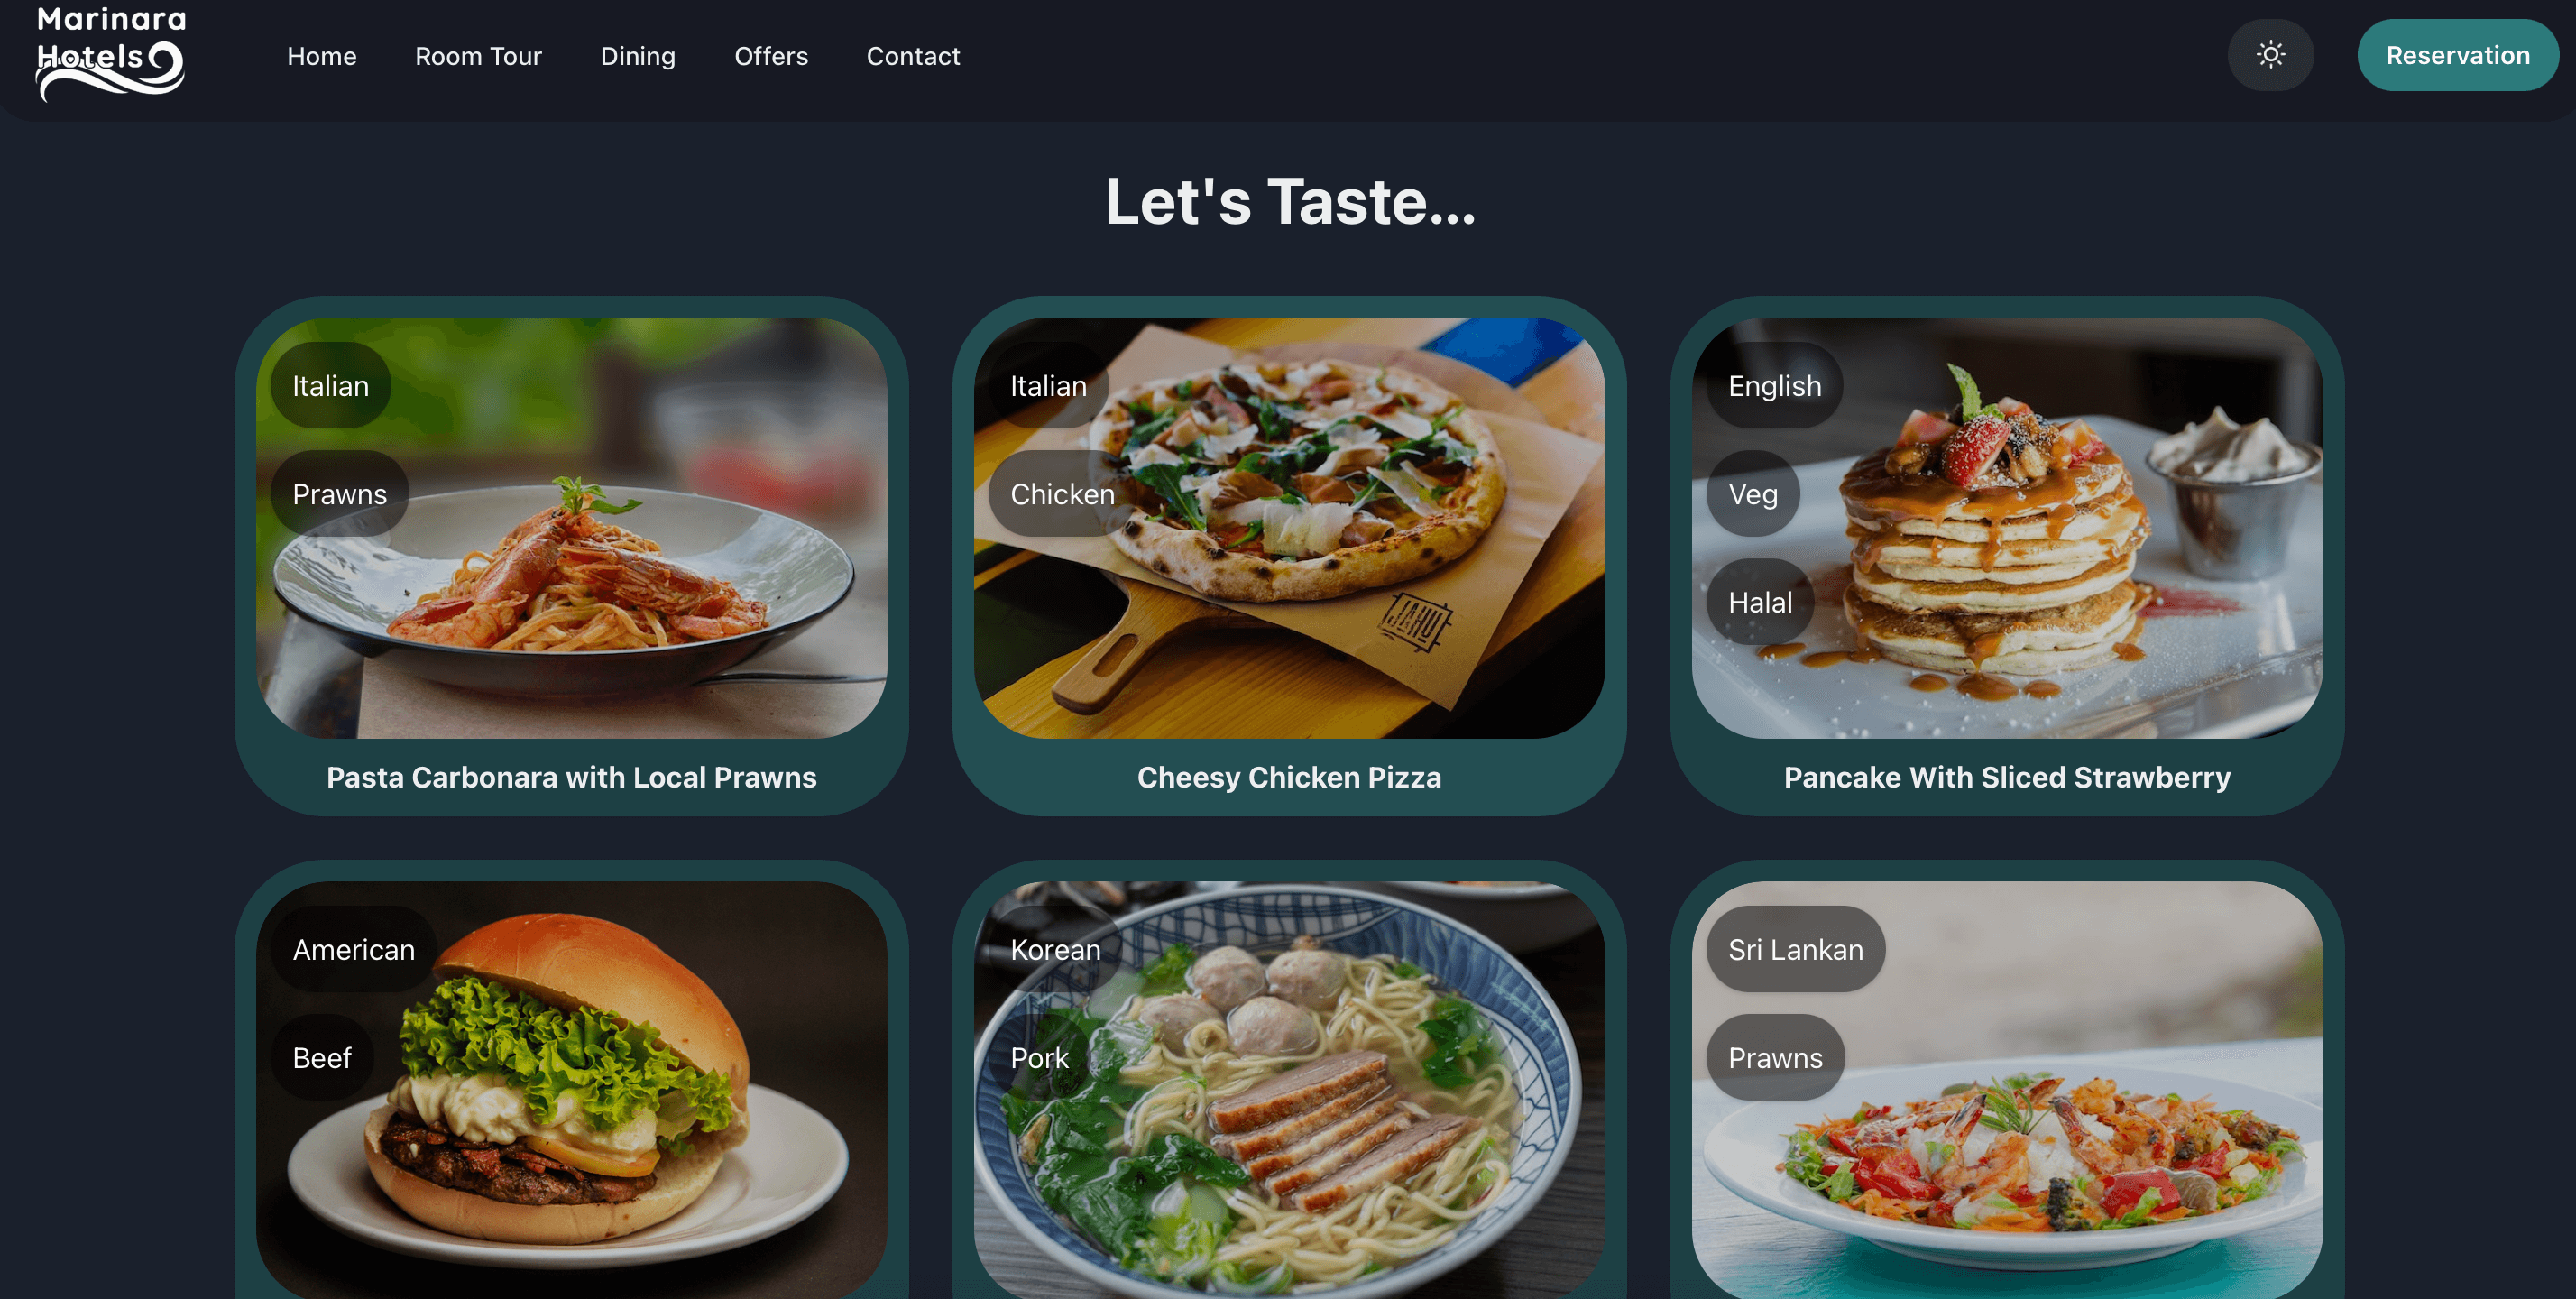 Marinara
Hotels
Home
Room Tour
Dining
Offers
Contact
Reservation
Let's Taste...
Italian
Prawns
Pasta Carbonara with Local Prawns
Italian
Chicken
Cheesy Chicken Pizza
English
Veg
Halal
Pancake With Sliced Strawberry
American
Beef
Korean
Pork
Sri Lankan
Prawns